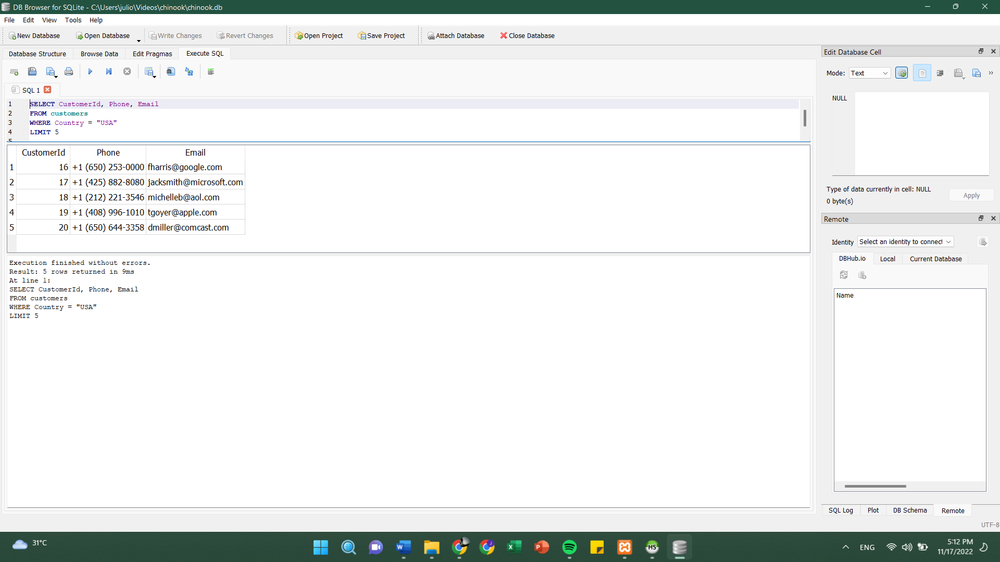 DB Browser for SQLite - C:\Users\julio\Videos\chinook\chinook.db
File Edit View Tools Help
New Database Open Database Write Changes Revert Changes Open Project Save Project Attach Database Close Database
Database Structure Browse Data Edit Pragmas Execute SQL
SQL 1
1 SELECT CustomerId, Phone, Email
2 FROM customers
3 WHERE Country = "USA"
4 LIMIT 5
5
CustomerId Phone Email
1 16 +1 (650) 253-0000 fharris@google.com
2 17 +1 (425) 882-8080 jacksmith@microsoft.com
3 18 +1 (212) 221-3546 michelleb@aol.com
4 19 +1 (408) 996-1010 tgoyer@apple.com
5 20 +1 (650) 644-3358 dmiller@comcast.com
Execution finished without errors.
Result: 5 rows returned in 9ms
At line 1:
SELECT CustomerId, Phone, Email
FROM customers
WHERE Country = "USA"
LIMIT 5
Edit Database Cell
Mode: Text
NULL
Type of data currently in cell: NULL
0 byte(s)
Apply
Remote
Identity Select an identity to connect
DBHub.io Local Current Database
Name
SQL Log Plot DB Schema Remote
UTF-8
31°C
ENG
5:12 PM
11/17/2022